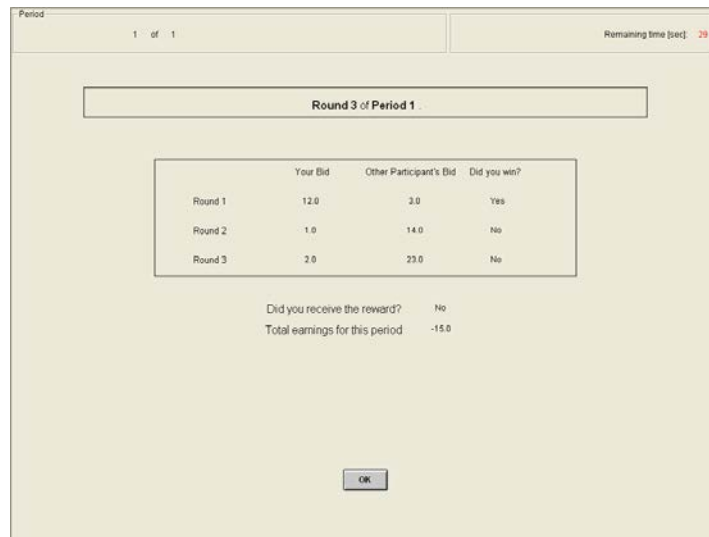 Period
1 of 1
Remaining time [sec]: 29
Round 3 of Period 1 .
Your Bid Other Participant's Bid Did you win?
Round 1 12.0 3.0 Yes
Round 2 1.0 14.0 No
Round 3 2.0 23.0 No
Did you receive the reward? No
Total earnings for this period -15.0
OK